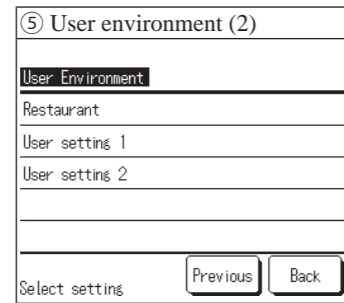 ⑤ User environment (2)
User Environment
Restaurant
User setting 1
User setting 2
Previous
Back
Select setting